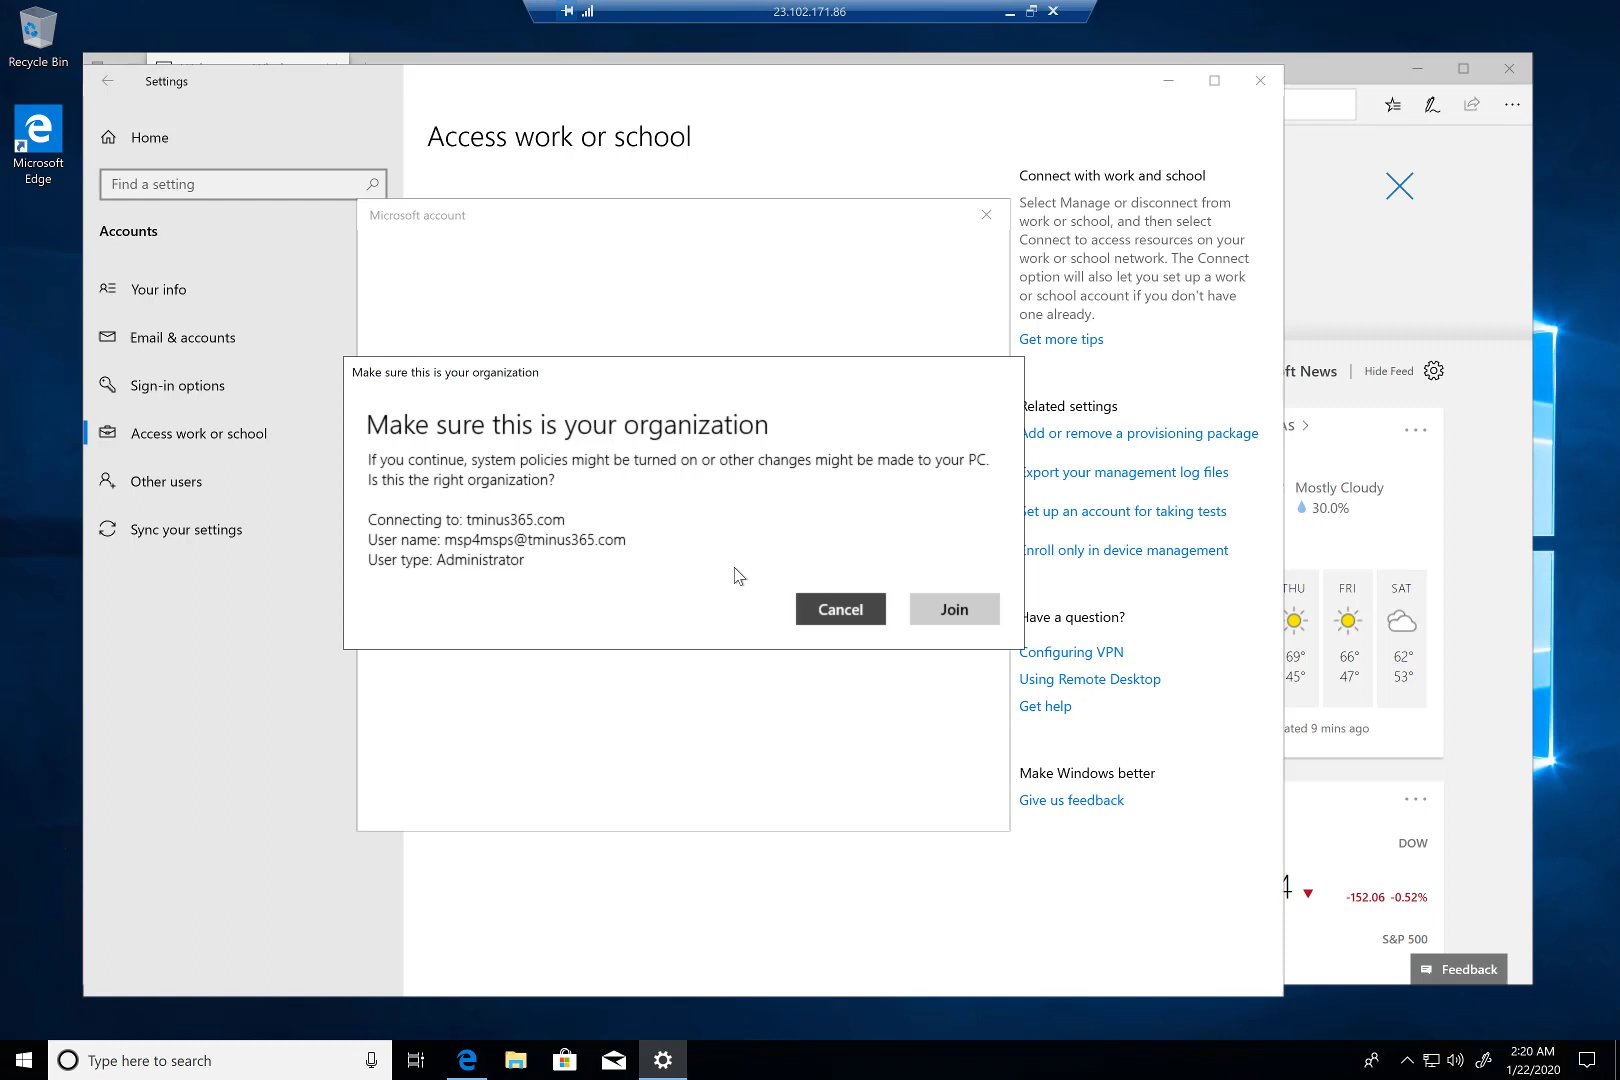 23.102.171.86
Recycle Bin
Microsoft
Edge
Settings
Home
Find a setting
Accounts
Your info
Email & accounts
Sign-in options
Access work or school
Other users
Sync your settings
Access work or school
Microsoft account
Make sure this is your organization
Make sure this is your organization
If you continue, system policies might be turned on or other changes might be made to your PC.
Is this the right organization?
Connecting to: tminus365.com
User name: msp4msps@tminus365.com
User type: Administrator
Cancel
Join
Connect with work and school
Select Manage or disconnect from
work or school, and then select
Connect to access resources on your
work or school network. The Connect
option will also let you set up a work
or school account if you don't have
one already.
Get more tips
Related settings
Add or remove a provisioning package
Export your management log files
Set up an account for taking tests
Enroll only in device management
Have a question?
Configuring VPN
Using Remote Desktop
Get help
Make Windows better
Give us feedback
ft News | Hide Feed
AS
Mostly Cloudy
30.0%
THU FRI SAT
69° 66° 62°
45° 47° 53°
ated 9 mins ago
DOW
4
-152.06 -0.52%
S&P 500
Feedback
Type here to search
2:20 AM
1/22/2020